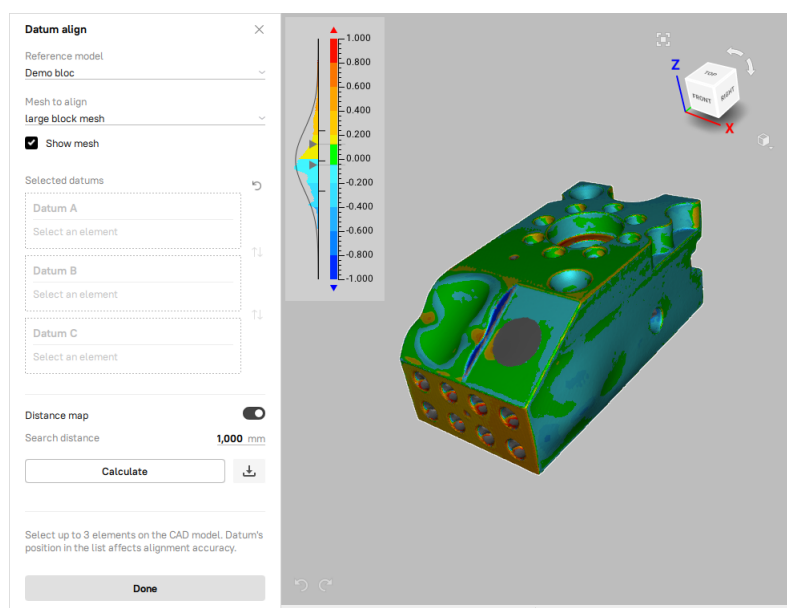 Datum align
Reference model
Demo bloc
Mesh to align
large block mesh
Show mesh
Selected datums
Datum A
Select an element
Datum B
Select an element
Datum C
Select an element
Distance map
Search distance
1,000 mm
Calculate
Select up to 3 elements on the CAD model. Datum's
position in the list affects alignment accuracy.
Done
1.000
0.800
0.600
0.400
0.200
0.000
-0.200
-0.400
-0.600
-0.800
-1.000
Z
TOP
FRONT
RIGHT
X